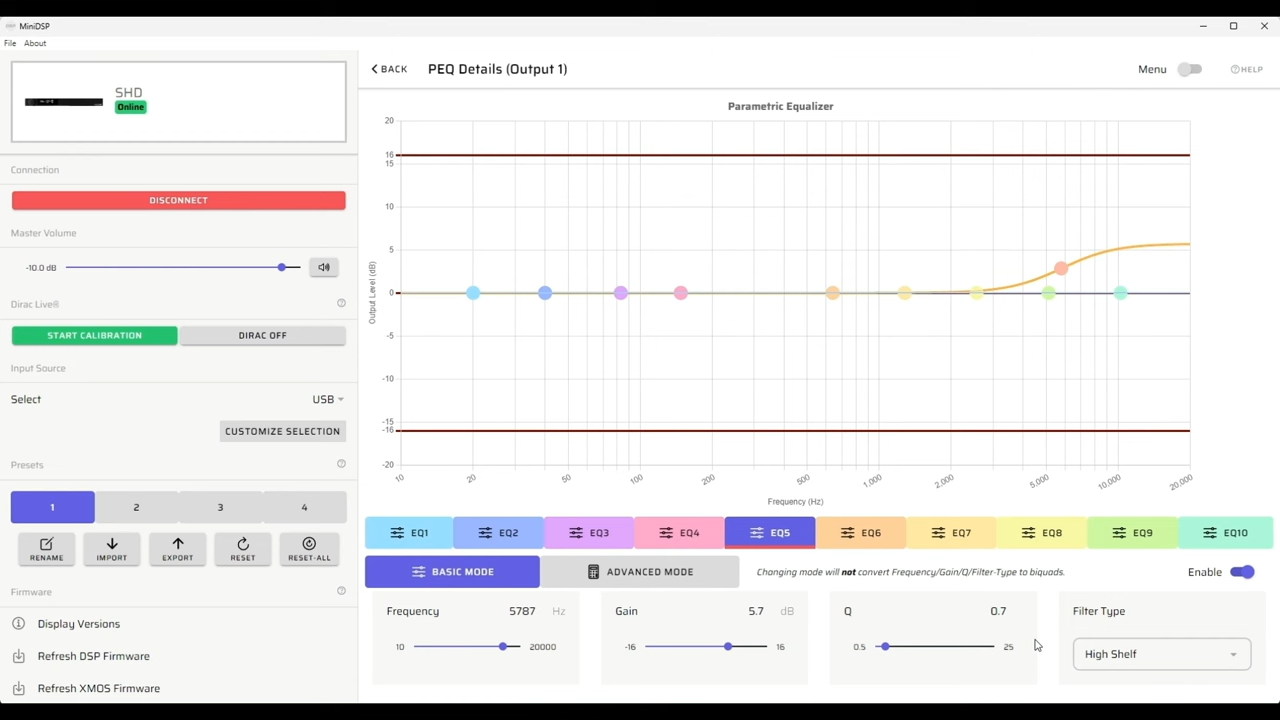 MiniDSP
File About
SHD
Online
Connection
DISCONNECT
Master Volume
-10.0 dB
Dirac Live®
START CALIBRATION
DIRAC OFF
Input Source
Select
USB
CUSTOMIZE SELECTION
Presets
1 2 3 4
RENAME IMPORT EXPORT RESET RESET-ALL
Firmware
Display Versions
Refresh DSP Firmware
Refresh XMOS Firmware
BACK
PEQ Details (Output 1)
Menu
HELP
Parametric Equalizer
20
16
15
10
5
0
-5
-10
-15
-16
-20
Output Level (dB)
10 20 50 100 200 500 1,000 2,000 5,000 10,000 20,000
Frequency (Hz)
EQ1 EQ2 EQ3 EQ4 EQ5 EQ6 EQ7 EQ8 EQ9 EQ10
BASIC MODE
ADVANCED MODE
Changing mode will not convert Frequency/Gain/Q/Filter-Type to biquads.
Enable
Frequency 5787 Hz
10 20000
Gain 5.7 dB
-16 16
Q 0.7
0.5 25
Filter Type
High Shelf